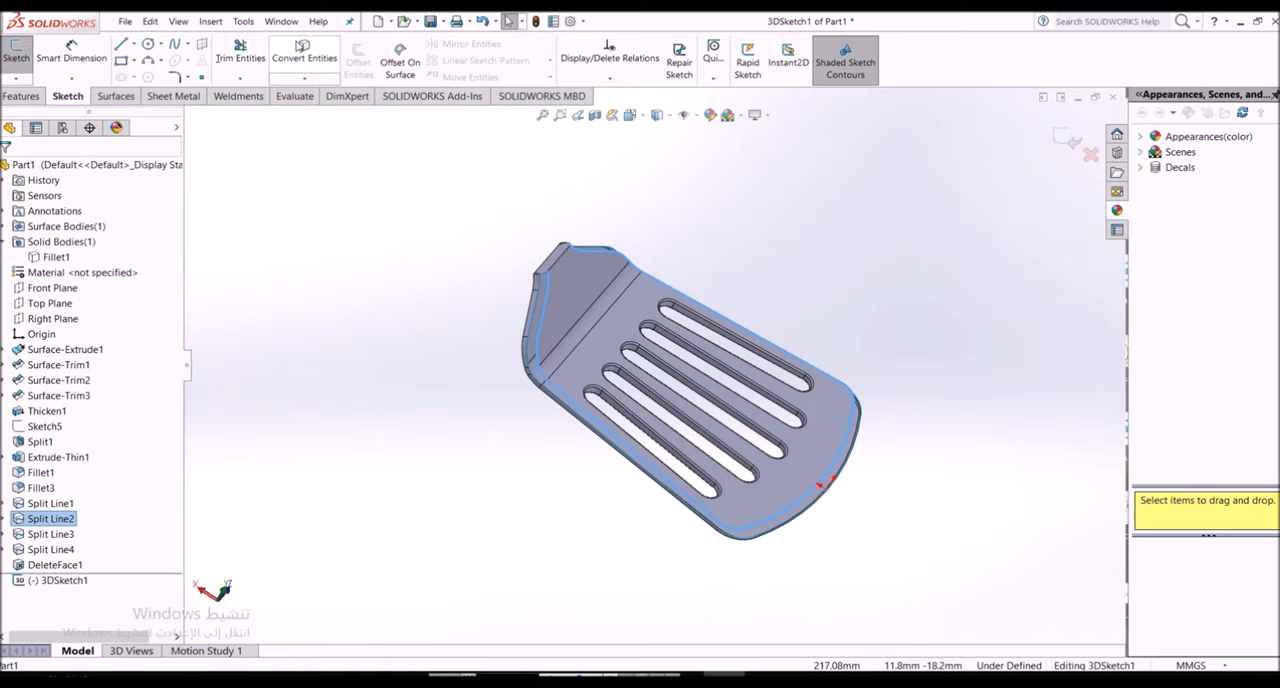 SOLIDWORKS File Edit View Insert Tools Window Help 3DSketch1 of Part1 * Search SOLIDWORKS Help
Sketch Smart Dimension Trim Entities Convert Entities Offset Entities Offset On Surface Mirror Entities Linear Sketch Pattern Move Entities Display/Delete Relations Repair Sketch Qui... Rapid Sketch Instant2D Shaded Sketch Contours
Features Sketch Surfaces Sheet Metal Weldments Evaluate DimXpert SOLIDWORKS Add-Ins SOLIDWORKS MBD
Appearances, Scenes, and...
Appearances(color)
Scenes
Decals
Part1 (Default<<Default>_Display Sta
History
Sensors
Annotations
Surface Bodies(1)
Solid Bodies(1)
Fillet1
Material <not specified>
Front Plane
Top Plane
Right Plane
Origin
Surface-Extrude1
Surface-Trim1
Surface-Trim2
Surface-Trim3
Thicken1
Sketch5
Split1
Extrude-Thin1
Fillet1
Fillet3
Split Line1
Split Line2
Split Line3
Split Line4
DeleteFace1
(-) 3DSketch1
Select items to drag and drop.
X Y Z
تنشيط Windows
Model 3D Views Motion Study 1
art1 217.08mm 11.8mm -18.2mm Under Defined Editing 3DSketch1 MMGS